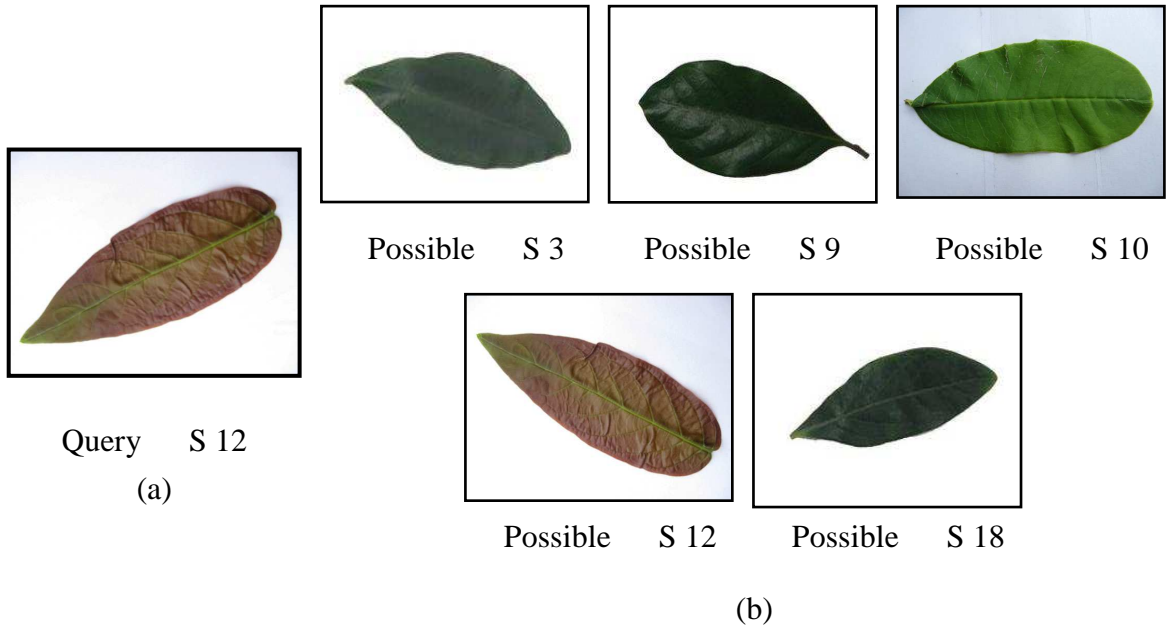 Possible S 3
Possible S 9
Possible S 10
Query S 12
(a)
Possible S 12
Possible S 18
(b)